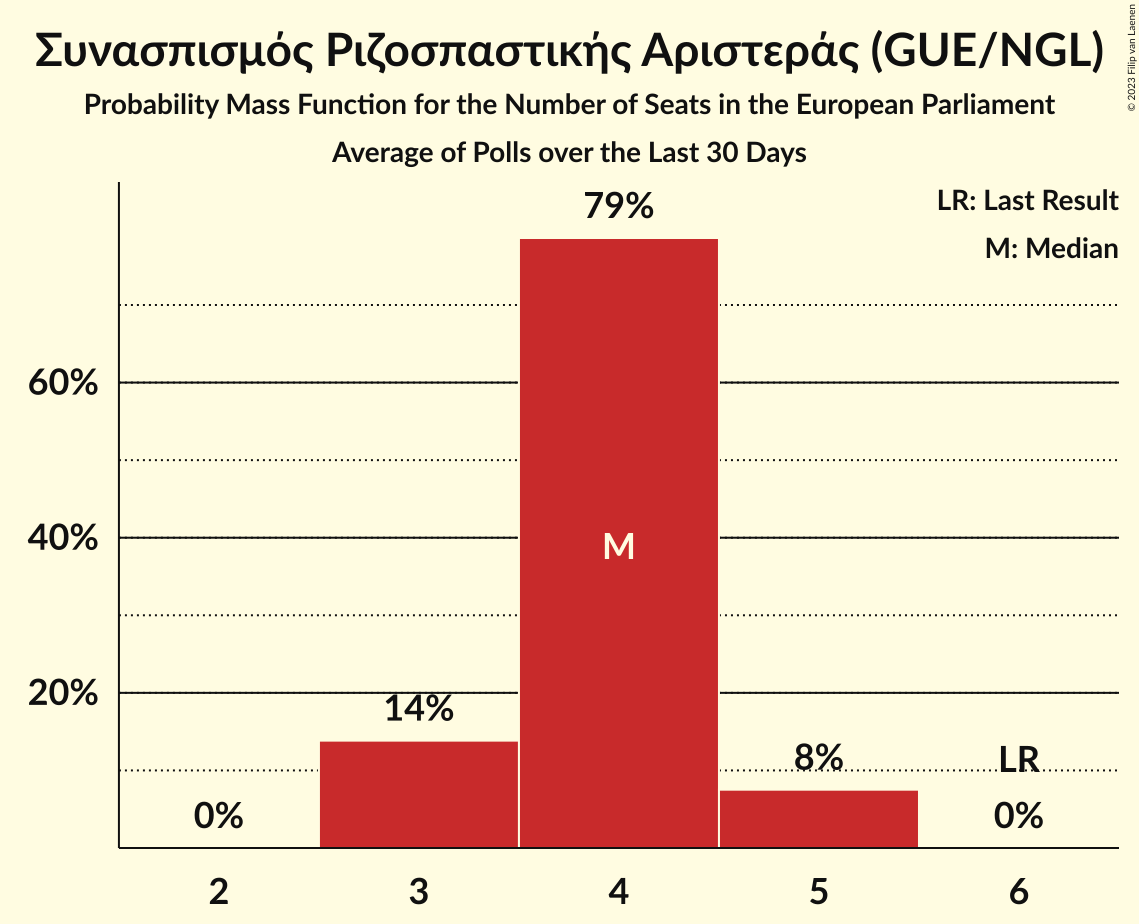 Συνασπισμός Ριζοσπαστικής Αριστεράς (GUE/NGL)
Probability Mass Function for the Number of Seats in the European Parliament
Average of Polls over the Last 30 Days
© 2023 Filip van Laenen
LR: Last Result
M: Median
79%
60%
40%
M
20%
14%
8%
LR
0%
0%
2
3
4
5
6